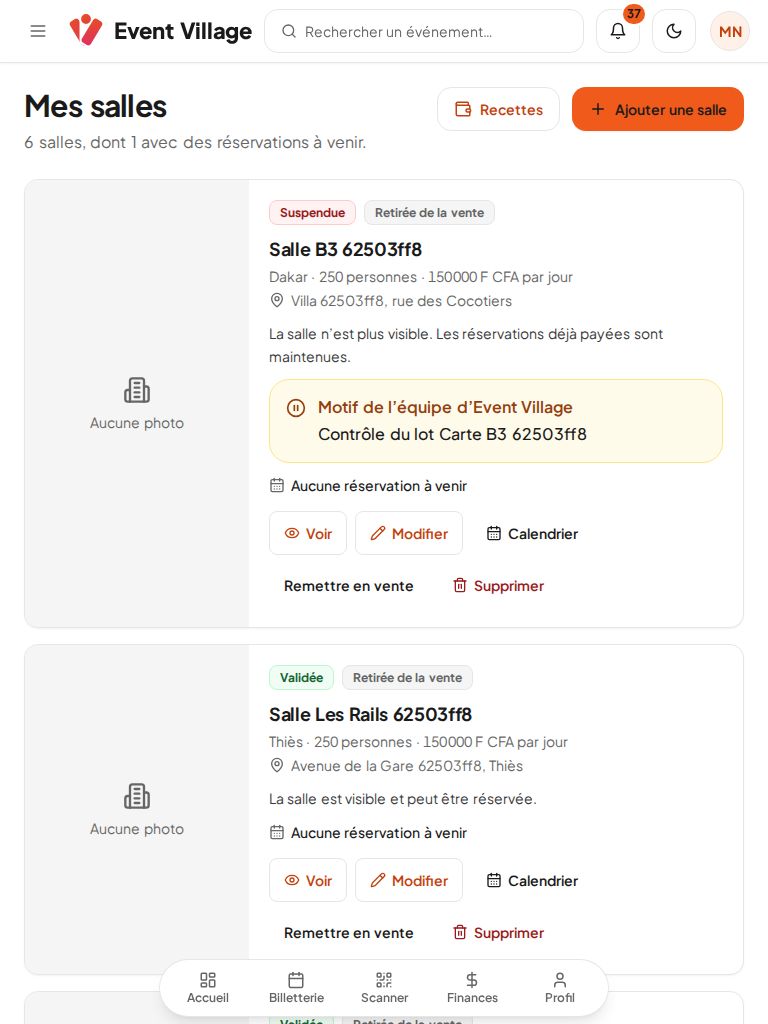 Event Village
Rechercher un événement…
37
MN
Mes salles
6 salles, dont 1 avec des réservations à venir.
Recettes
Ajouter une salle
Aucune photo
Suspendue
Retirée de la vente
Salle B3 62503ff8
Dakar · 250 personnes · 150000 F CFA par jour
Villa 62503ff8, rue des Cocotiers
La salle n’est plus visible. Les réservations déjà payées sont
maintenues.
Motif de l’équipe d’Event Village
Contrôle du lot Carte B3 62503ff8
Aucune réservation à venir
Voir
Modifier
Calendrier
Remettre en vente
Supprimer
Aucune photo
Validée
Retirée de la vente
Salle Les Rails 62503ff8
Thiès · 250 personnes · 150000 F CFA par jour
Avenue de la Gare 62503ff8, Thiès
La salle est visible et peut être réservée.
Aucune réservation à venir
Voir
Modifier
Calendrier
Remettre en vente
Supprimer
Accueil
Billetterie
Scanner
Finances
Profil
Validée
Retirée de la vente